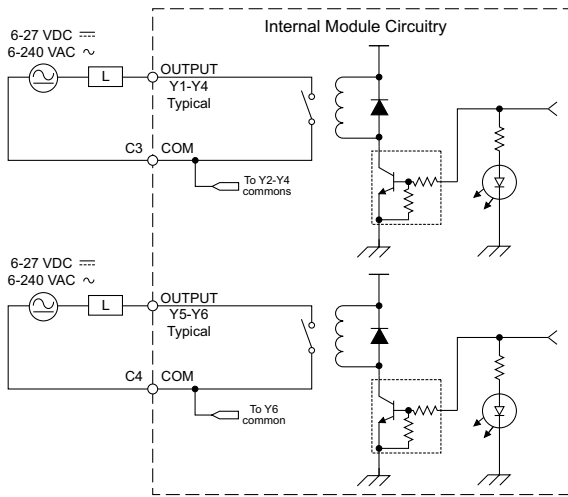 Internal Module Circuitry
6-27 VDC ⎓
6-240 VAC ∿
L
OUTPUT
Y1-Y4
Typical
C3
COM
To Y2-Y4
commons
6-27 VDC ⎓
6-240 VAC ∿
L
OUTPUT
Y5-Y6
Typical
C4
COM
To Y6
common